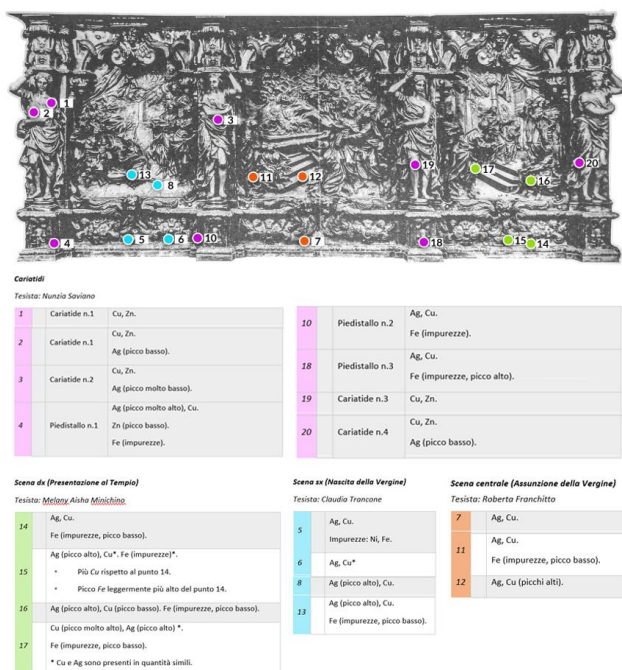 1
2
3
13
8
11
12
19
17
16
20
4
5
6
10
7
18
15
14
Cariatidi
Tesista: Nunzia Saviano
1 Cariatide n.1 Cu, Zn.
2 Cariatide n.1 Cu, Zn.
Ag (picco basso).
3 Cariatide n.2 Cu, Zn.
Ag (picco molto basso).
4 Piedistallo n.1 Ag (picco molto alto), Cu.
Zn (picco basso).
Fe (impurezze).
10 Piedistallo n.2 Ag, Cu.
Fe (impurezze).
18 Piedistallo n.3 Ag, Cu.
Fe (impurezze, picco alto).
19 Cariatide n.3 Cu, Zn.
20 Cariatide n.4 Cu, Zn.
Ag (picco basso).
Scena dx (Presentazione al Tempio)
Tesista: Melany Aisha Minichino
14 Ag, Cu.
Fe (impurezze, picco basso).
15 Ag (picco alto), Cu*. Fe (impurezze)*.
* Più Cu rispetto al punto 14.
* Picco Fe leggermente più alto del punto 14.
16 Ag (picco alto), Cu (picco basso). Fe (impurezze, picco basso).
17 Cu (picco molto alto), Ag (picco alto) *.
Fe (impurezze, picco basso).
* Cu e Ag sono presenti in quantità simili.
Scena sx (Nascita della Vergine)
Tesista: Claudia Trancone
5 Ag, Cu.
Impurezze: Ni, Fe.
6 Ag, Cu*
8 Ag (picco alto), Cu.
13 Ag (picco alto), Cu.
Fe (impurezze, picco basso).
Scena centrale (Assunzione della Vergine)
Tesista: Roberta Franchitto
7 Ag, Cu.
11 Ag, Cu.
Fe (impurezze, picco basso).
12 Ag, Cu (picchi alti).